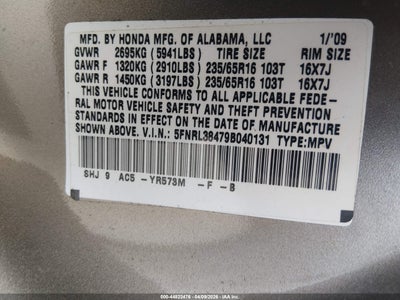 MFD. BY HONDA MFG. OF ALABAMA, LLC 1/'09
GVWR 2695KG (5941LBS) TIRE SIZE RIM SIZE
GAWR F 1320KG (2910LBS) 235/65R16 103T 16X7J
GAWR R 1450KG (3197LBS) 235/65R16 103T 16X7J
THIS VEHICLE CONFORMS TO ALL APPLICABLE FEDE-
RAL MOTOR VEHICLE SAFETY AND THEFT PREVENTION
STANDARDS IN EFFECT ON THE DATE OF MANUFACTURE
SHOWN ABOVE. V.I.N.: 5FNRL38479B040131 TYPE:MPV
SHJ 9 AC5 -YR573M -F -B
600-44822476 - 04/09/2026 - IAA Inc.